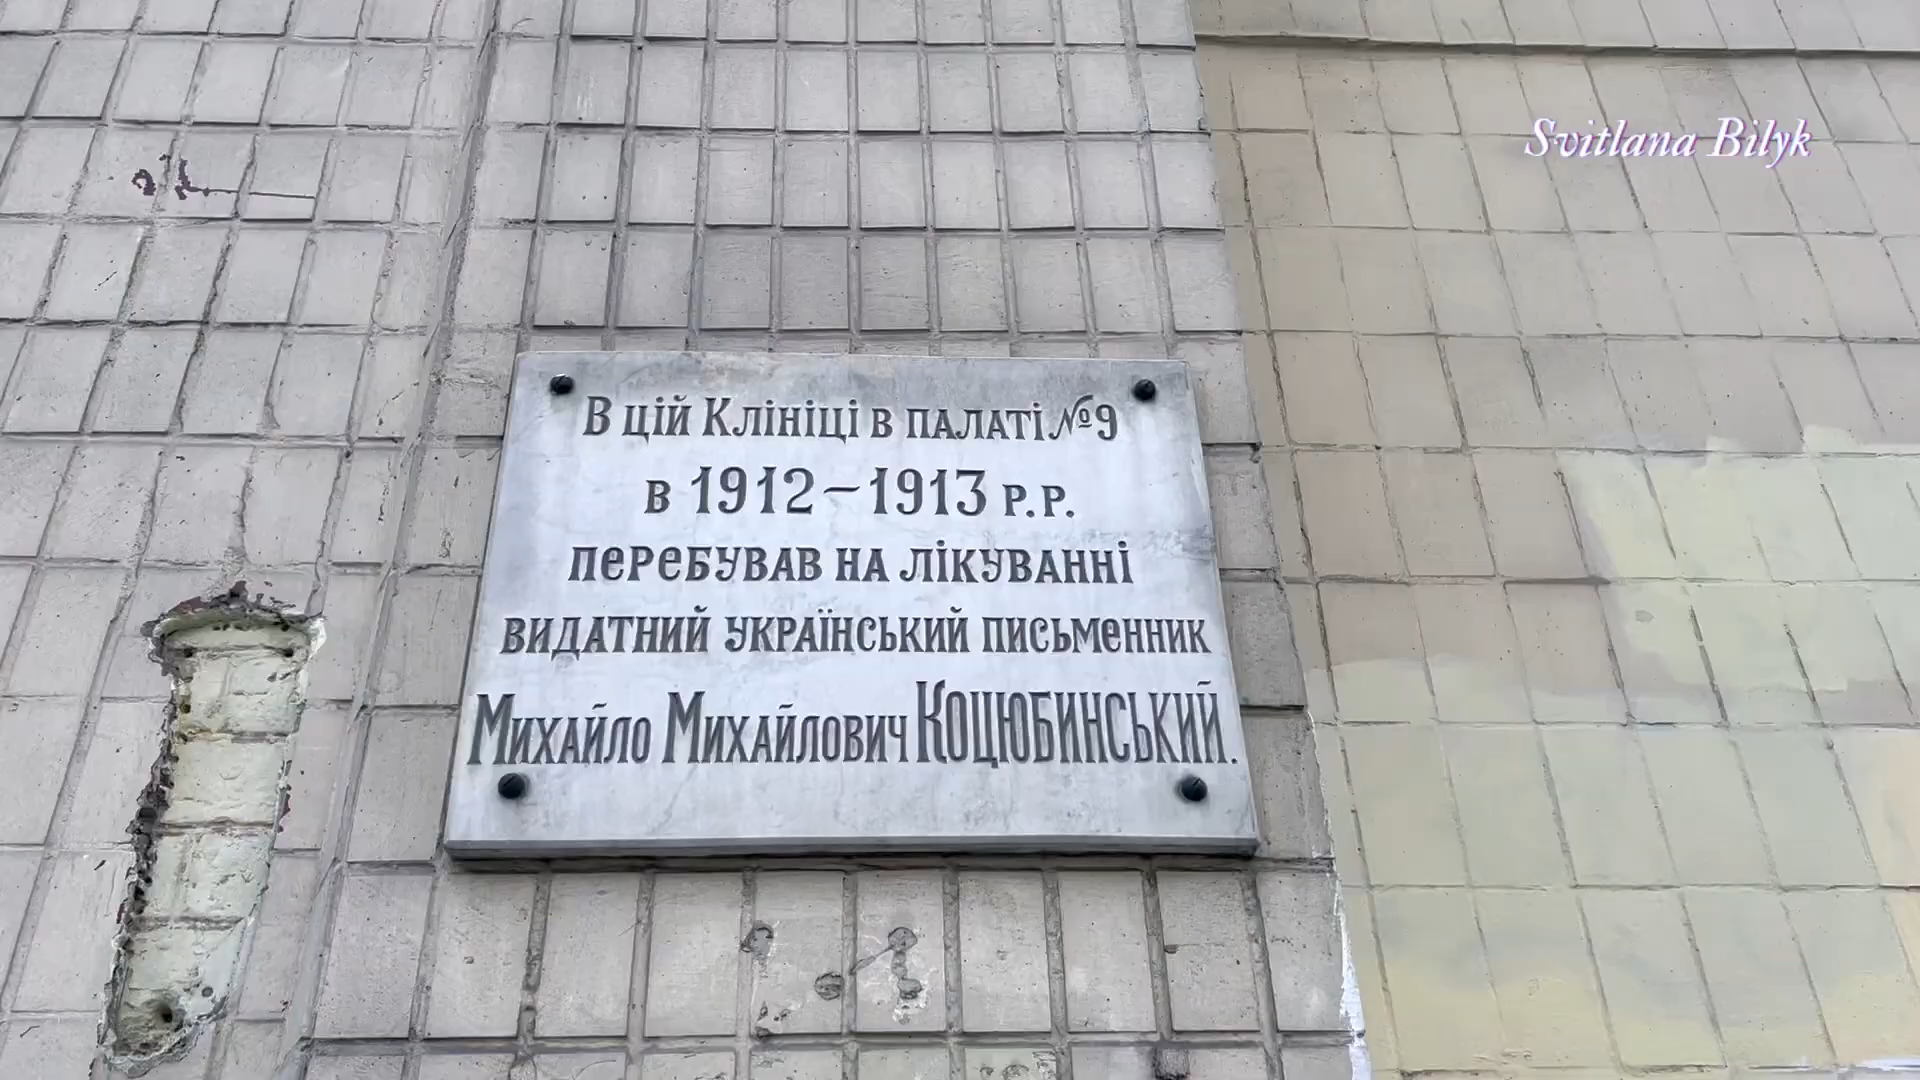 Svitlana Bilyk
В цій Клініці в палаті №9
в 1912–1913 р.р.
перебував на лікуванні
видатний український письменник
Михайло Михайлович Коцюбинський.